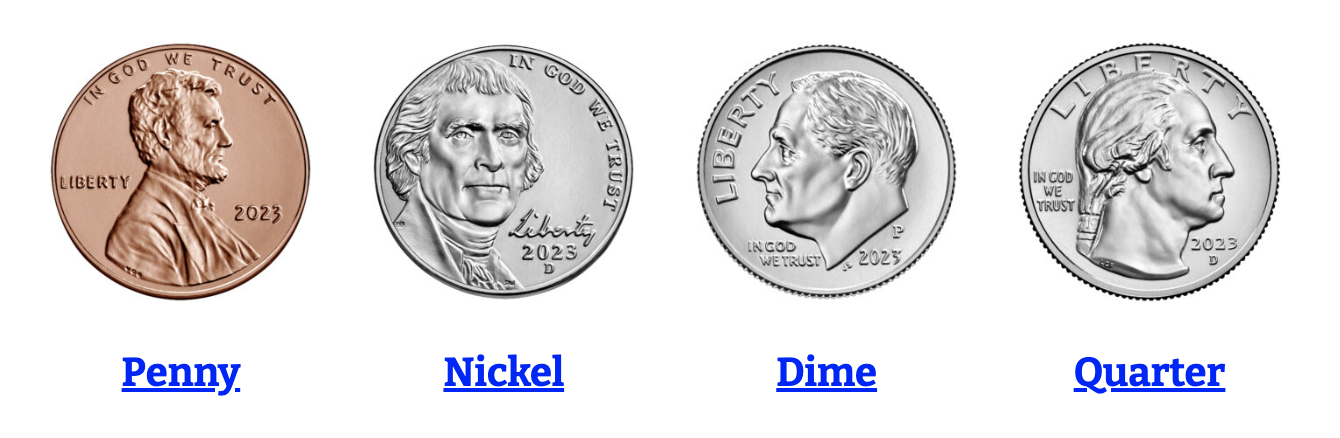 IN GOD WE TRUST
LIBERTY
2023
IN GOD WE TRUST
Liberty
2023
D
LIBERTY
IN GOD
WE TRUST
P
2023
LIBERTY
IN GOD
WE
TRUST
2023
D
Penny
Nickel
Dime
Quarter